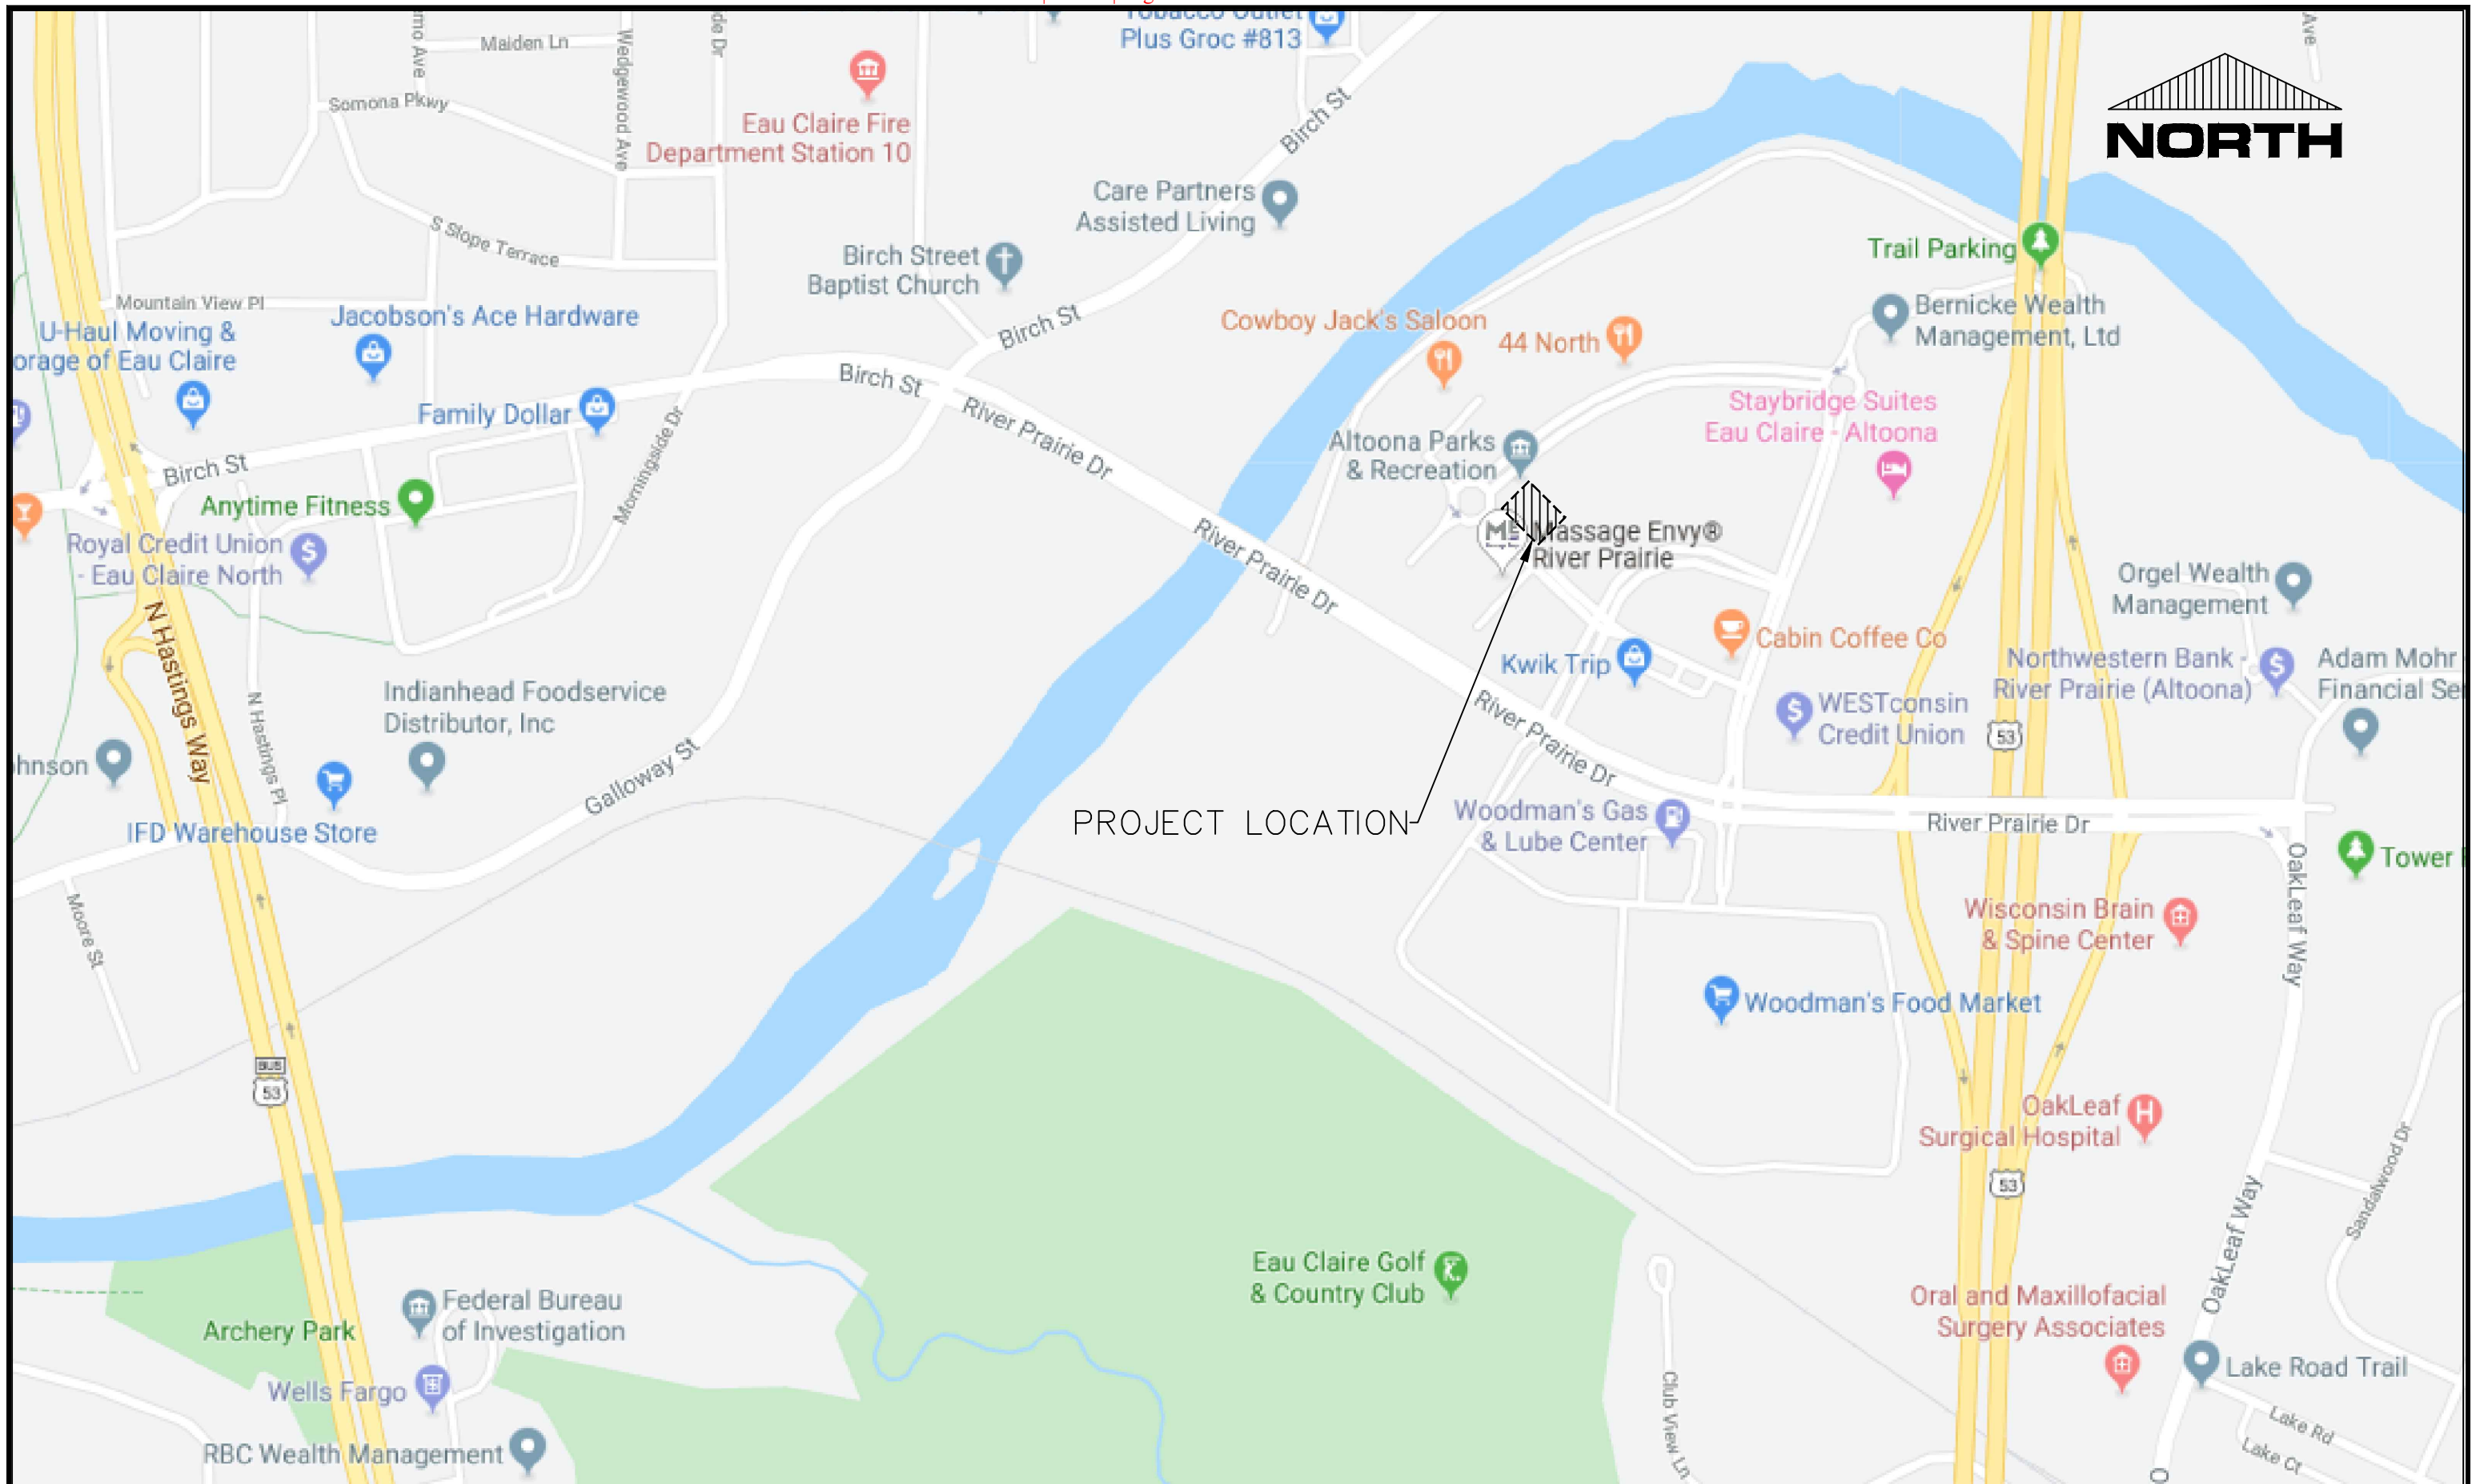 Plus Groc #813
Maiden Ln
Wedgewood Ave
Somona Pkwy
Eau Claire Fire
Department Station 10
Birch St
NORTH
Care Partners
Assisted Living
S Slope Terrace
Birch Street
Baptist Church
Trail Parking
Mountain View Pl
U-Haul Moving &
orage of Eau Claire
Jacobson's Ace Hardware
Birch St
Cowboy Jack's Saloon
44 North
Bernicke Wealth
Management, Ltd
Family Dollar
Birch St
River Prairie Dr
Staybridge Suites
Eau Claire - Altoona
Altoona Parks
& Recreation
Birch St
Morningside Dr
Anytime Fitness
Royal Credit Union
- Eau Claire North
River Prairie Dr
Massage Envy®
River Prairie
Orgel Wealth
Management
Cabin Coffee Co
Kwik Trip
N Hastings Way
N Hastings Pl
Indianhead Foodservice
Distributor, Inc
Northwestern Bank -
River Prairie (Altoona)
Adam Mohr
Financial Se
WESTconsin
Credit Union
53
River Prairie Dr
hnson
Galloway St
IFD Warehouse Store
PROJECT LOCATION
Woodman's Gas
& Lube Center
River Prairie Dr
OakLeaf Way
Tower
Moore St
Wisconsin Brain
& Spine Center
Woodman's Food Market
BUS
53
OakLeaf
Surgical Hospital
53
Sandalwood Dr
OakLeaf Way
Eau Claire Golf
& Country Club
Federal Bureau
of Investigation
Archery Park
Oral and Maxillofacial
Surgery Associates
Lake Road Trail
Wells Fargo
Club View Ln
Lake Rd
Lake Ct
RBC Wealth Management